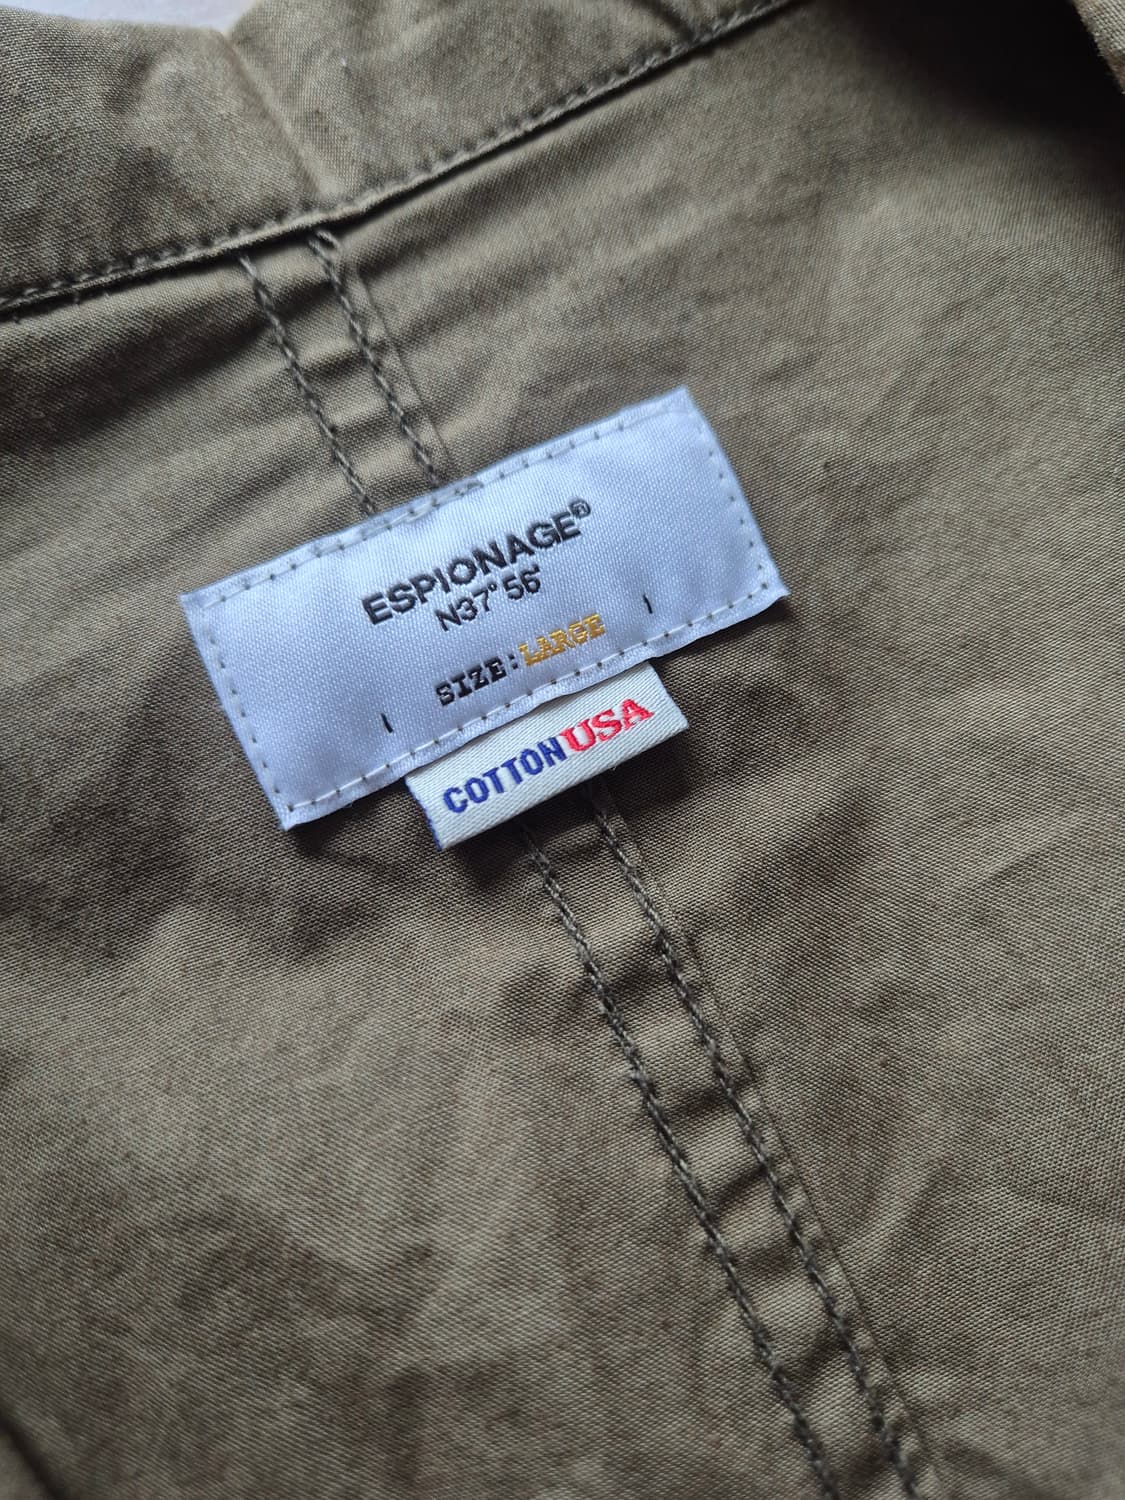 ESPIONAGE®
N37° 56'
SIZE: LARGE
COTTON USA